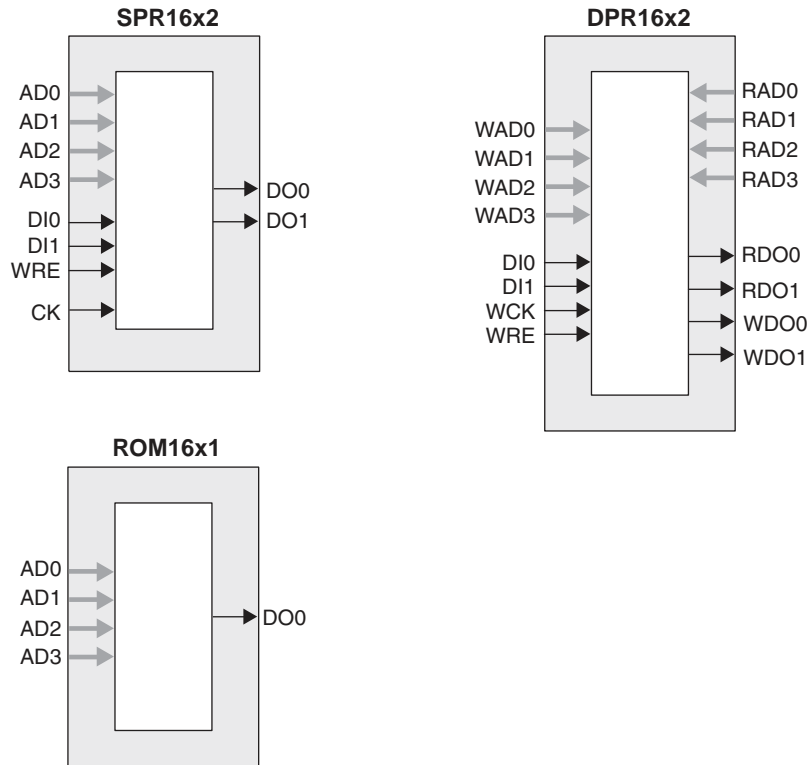 SPR16x2
AD0
AD1
AD2
AD3
DI0
DI1
WRE
CK
DO0
DO1
DPR16x2
WAD0
WAD1
WAD2
WAD3
DI0
DI1
WCK
WRE
RAD0
RAD1
RAD2
RAD3
RDO0
RDO1
WDO0
WDO1
ROM16x1
AD0
AD1
AD2
AD3
DO0